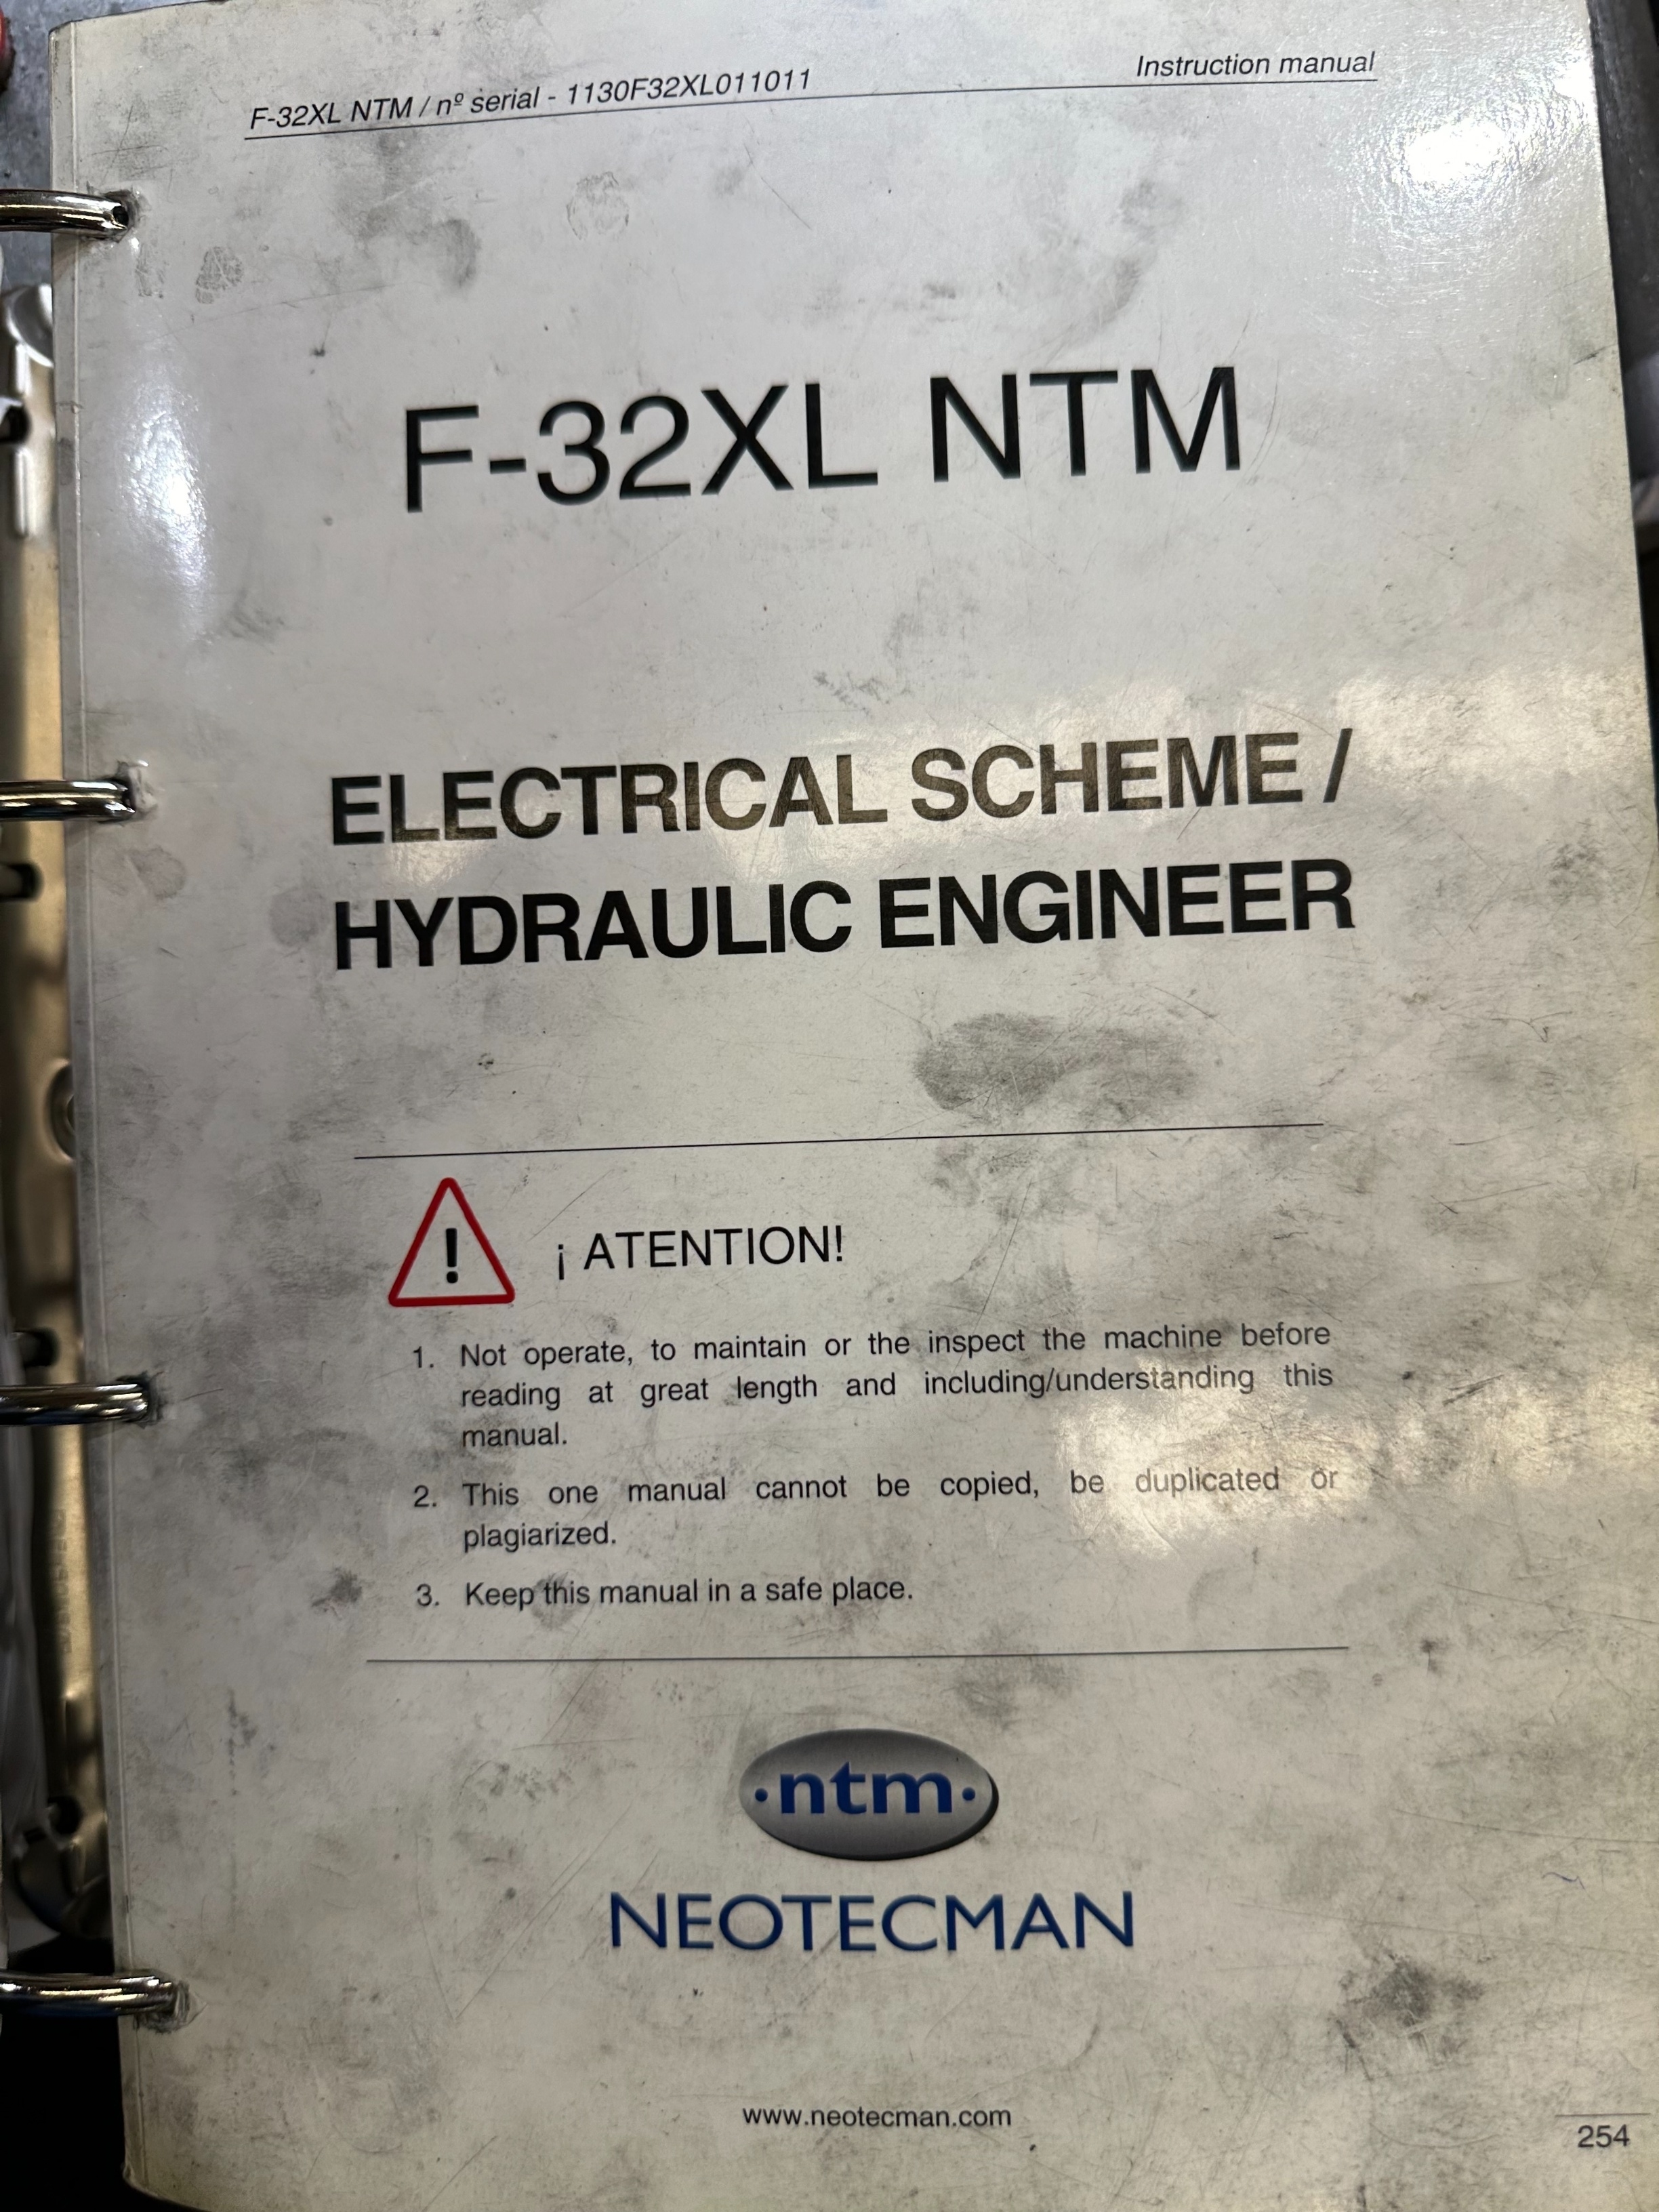 F-32XL NTM / nº serial - 1130F32XL011011
Instruction manual
F-32XL NTM
ELECTRICAL SCHEME /
HYDRAULIC ENGINEER
!
¡ ATENTION!
1. Not operate, to maintain or the inspect the machine before
reading at great length and including/understanding this
manual.
2. This one manual cannot be copied, be duplicated or
plagiarized.
3. Keep this manual in a safe place.
·ntm·
NEOTECMAN
www.neotecman.com
254